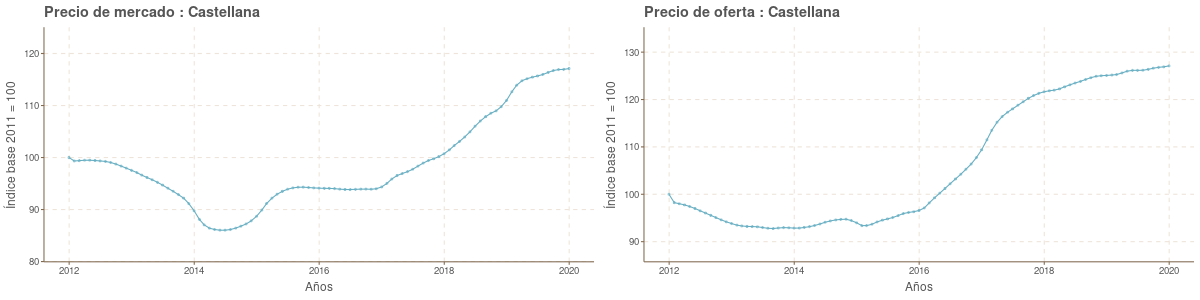 Precio de mercado : Castellana
Índice base 2011 = 100
120
110
100
90
80
2012 2014 2016 2018 2020
Años
Precio de oferta : Castellana
Índice base 2011 = 100
130
120
110
100
90
2012 2014 2016 2018 2020
Años